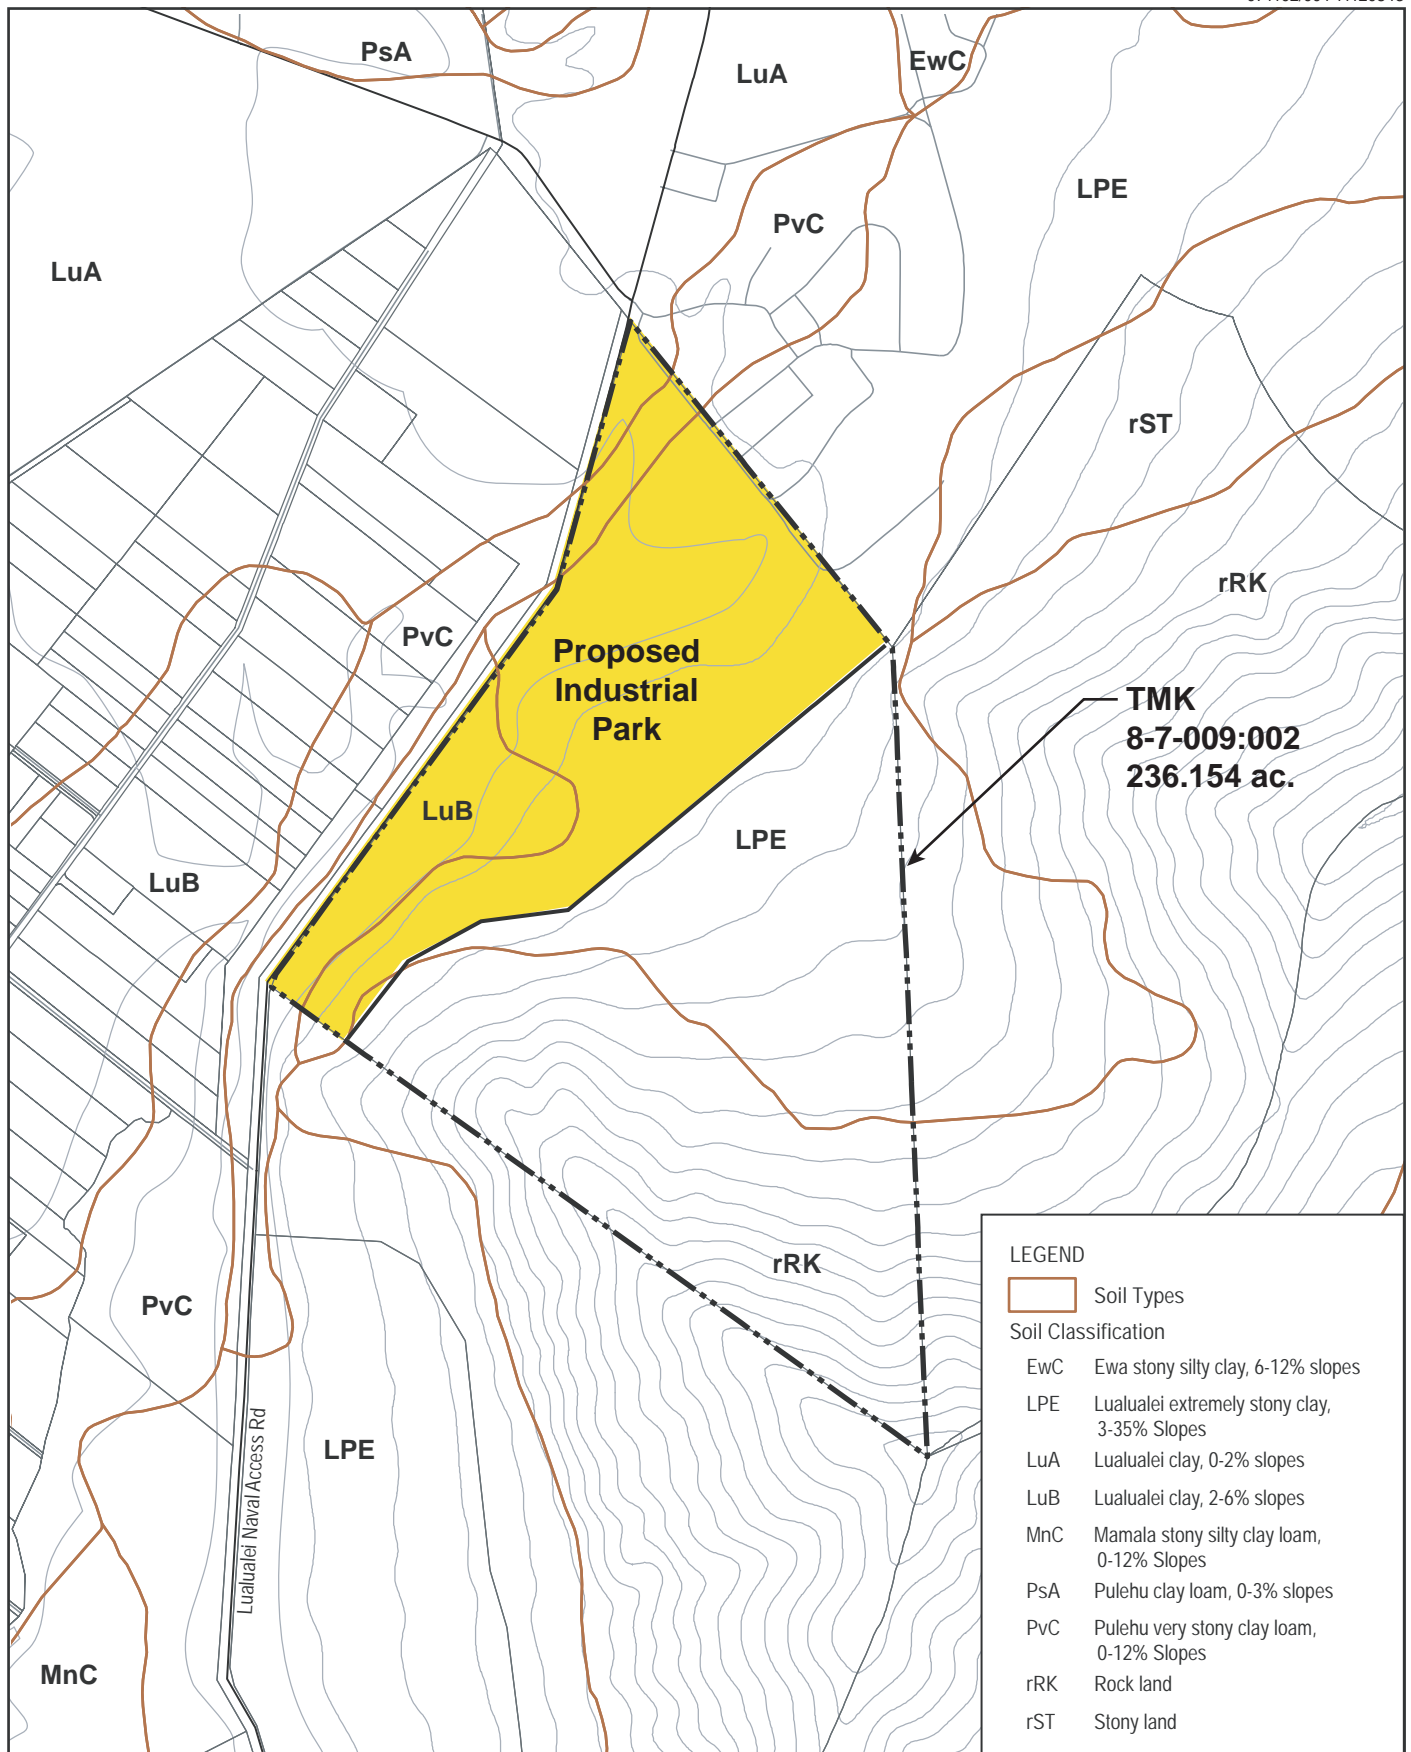 PsA
LuA
EwC
LPE
PvC
LuA
rST
rRK
PvC
Proposed
Industrial
Park
TMK
8-7-009:002
236.154 ac.
LuB
LPE
LuB
rRK
PvC
LPE
Lualualei Naval Access Rd
MnC
LEGEND
Soil Types
Soil Classification
EwC Ewa stony silty clay, 6-12% slopes
LPE Lualualei extremely stony clay,
3-35% Slopes
LuA Lualualei clay, 0-2% slopes
LuB Lualualei clay, 2-6% slopes
MnC Mamala stony silty clay loam,
0-12% Slopes
PsA Pulehu clay loam, 0-3% slopes
PvC Pulehu very stony clay loam,
0-12% Slopes
rRK Rock land
rST Stony land